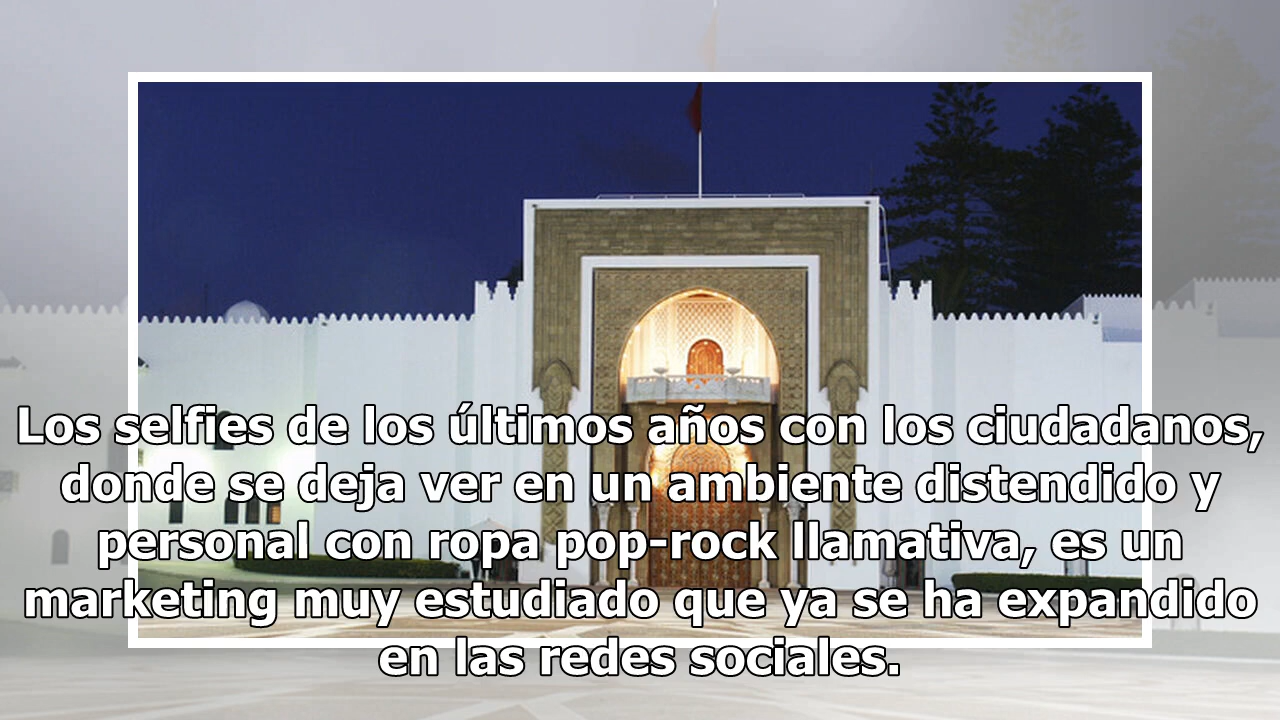 Los selfies de los últimos años con los ciudadanos,
donde se deja ver en un ambiente distendido y
personal con ropa pop-rock llamativa, es un
marketing muy estudiado que ya se ha expandido
en las redes sociales.